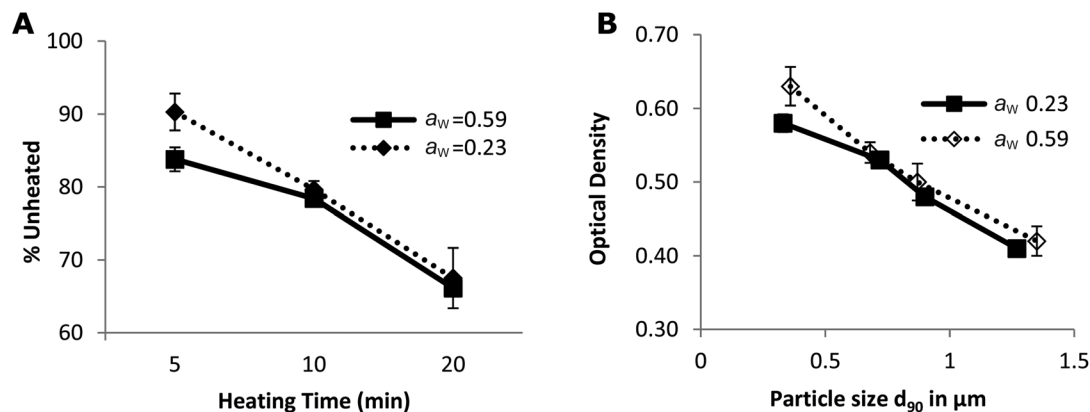 A
100
90
80
70
60
% Unheated
5
10
20
Heating Time (min)
aw=0.59
aw=0.23
B
0.70
0.60
0.50
0.40
0.30
Optical Density
0
0.5
1
1.5
Particle size d90 in µm
aw 0.23
aw 0.59